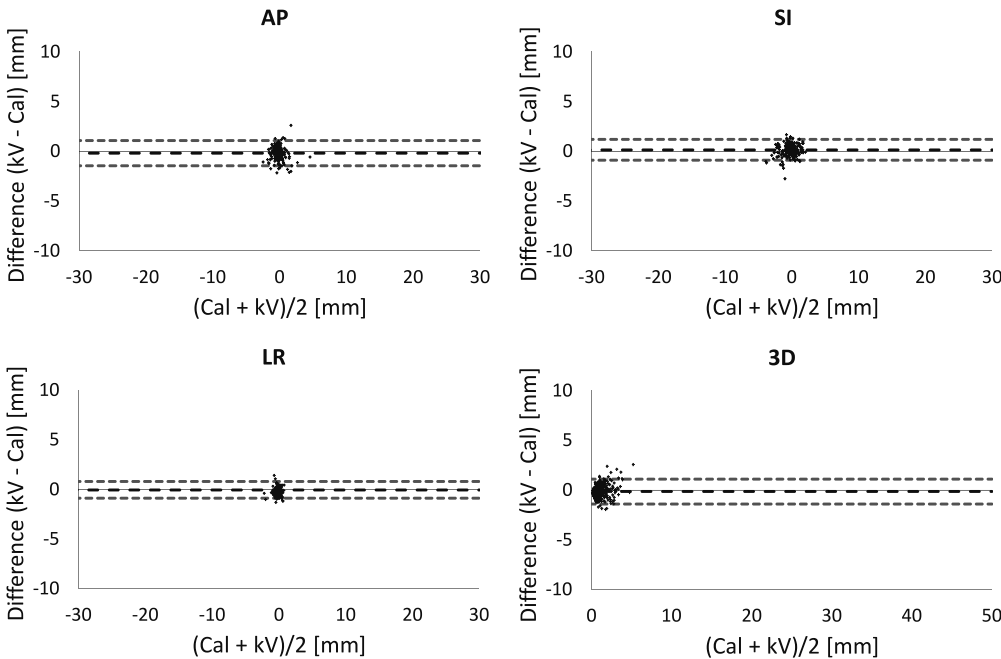 AP
Difference (kV - Cal) [mm]
10
5
0
-5
-10
-30 -20 -10 0 10 20 30
(Cal + kV)/2 [mm]
SI
Difference (kV - Cal) [mm]
10
5
0
-5
-10
-30 -20 -10 0 10 20 30
(Cal + kV)/2 [mm]
LR
Difference (kV - Cal) [mm]
10
5
0
-5
-10
-30 -20 -10 0 10 20 30
(Cal + kV)/2 [mm]
3D
Difference (kV - Cal) [mm]
10
5
0
-5
-10
0 10 20 30 40 50
(Cal + kV)/2 [mm]